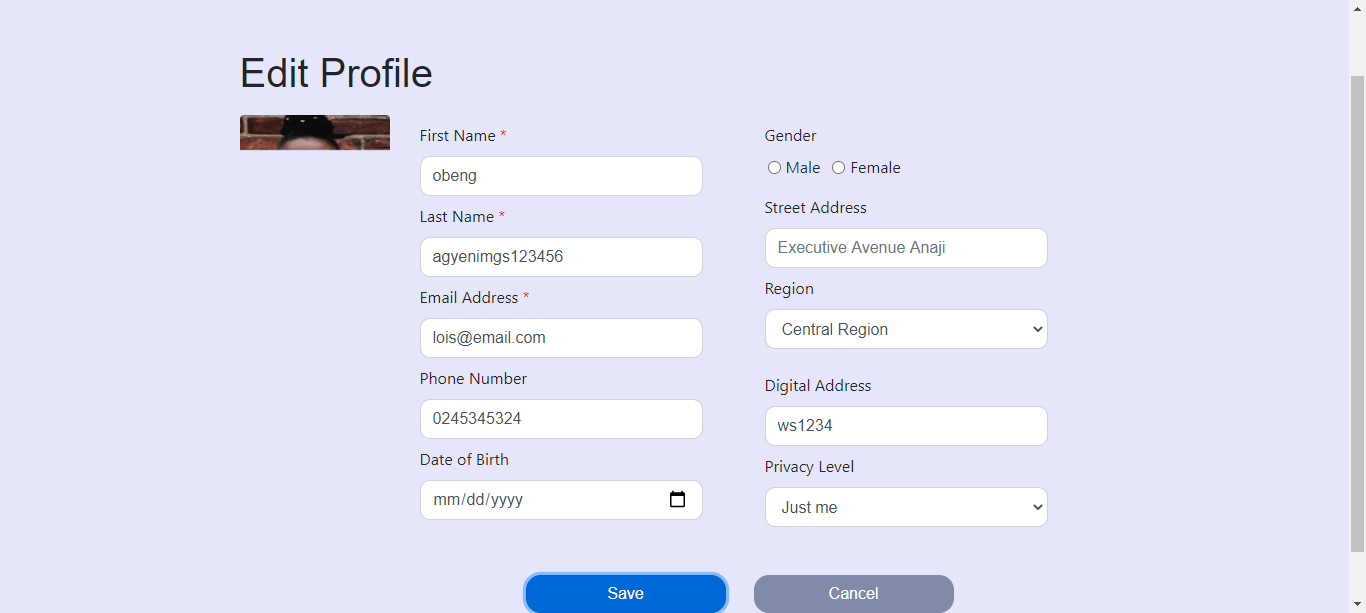 Edit Profile
First Name *
obeng
Last Name *
agyenimgs123456
Email Address *
lois@email.com
Phone Number
0245345324
Date of Birth
mm/dd/yyyy
Gender
Male Female
Street Address
Executive Avenue Anaji
Region
Central Region
Digital Address
ws1234
Privacy Level
Just me
Save
Cancel